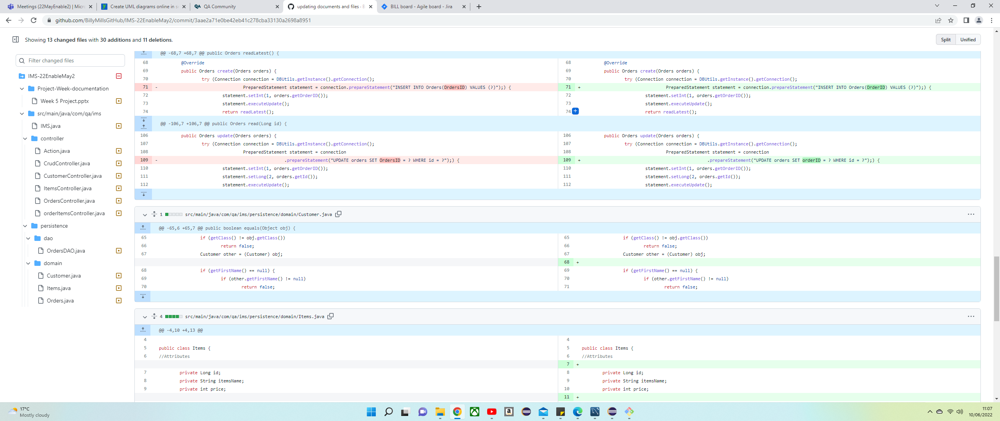 Meetings (22MayEnable2) | Micro
Create UML diagrams online in se
QA Community
updating documents and files · B
BILL board - Agile board - Jira
github.com/BillyMillsGitHub/IMS-22EnableMay2/commit/3aae2a71e0be42eb41c278cba33130a2698a8951
Showing 13 changed files with 30 additions and 11 deletions.
Split Unified
Filter changed files
IMS-22EnableMay2
Project-Week-documentation
Week 5 Project.pptx
src/main/java/com/qa/ims
IMS.java
controller
Action.java
CrudController.java
CustomerController.java
ItemsController.java
OrdersController.java
orderItemsController.java
persistence
dao
OrdersDAO.java
domain
Customer.java
Items.java
Orders.java
@@ -68,7 +68,7 @@ public Orders readLatest() {
68 @Override 68 @Override
69 public Orders create(Orders orders) { 69 public Orders create(Orders orders) {
70 try (Connection connection = DBUtils.getInstance().getConnection(); 70 try (Connection connection = DBUtils.getInstance().getConnection();
71 - PreparedStatement statement = connection.prepareStatement("INSERT INTO Orders(OrdersID) VALUES (?)");) { 71 + PreparedStatement statement = connection.prepareStatement("INSERT INTO Orders(OrderID) VALUES (?)");) {
72 statement.setInt(1, orders.getOrderID()); 72 statement.setInt(1, orders.getOrderID());
73 statement.executeUpdate(); 73 statement.executeUpdate();
74 return readLatest(); 74 + return readLatest();
@@ -106,7 +106,7 @@ public Orders read(Long id) {
106 public Orders update(Orders orders) { 106 public Orders update(Orders orders) {
107 try (Connection connection = DBUtils.getInstance().getConnection(); 107 try (Connection connection = DBUtils.getInstance().getConnection();
108 PreparedStatement statement = connection 108 PreparedStatement statement = connection
109 - .prepareStatement("UPDATE orders SET OrdersID = ? WHERE id = ?");) { 109 + .prepareStatement("UPDATE orders SET orderID = ? WHERE id = ?");) {
110 statement.setInt(1, orders.getOrderID()); 110 statement.setInt(1, orders.getOrderID());
111 statement.setLong(2, orders.getId()); 111 statement.setLong(2, orders.getId());
112 statement.executeUpdate(); 112 statement.executeUpdate();
1 src/main/java/com/qa/ims/persistence/domain/Customer.java
@@ -65,6 +65,7 @@ public boolean equals(Object obj) {
65 if (getClass() != obj.getClass()) 65 if (getClass() != obj.getClass())
66 return false; 66 return false;
67 Customer other = (Customer) obj; 67 Customer other = (Customer) obj;
68 +
68 if (getFirstName() == null) { 69 if (getFirstName() == null) {
69 if (other.getFirstName() != null) 70 if (other.getFirstName() != null)
70 return false; 71 return false;
4 src/main/java/com/qa/ims/persistence/domain/Items.java
@@ -4,10 +4,13 @@
4 4
5 public class Items { 5 public class Items {
6 //Attributes 6 //Attributes
7 +
7 private Long id; 8 private Long id;
8 private String itemsName; 9 private String itemsName;
9 private int price; 10 private int price;
11 +
17°C
Mostly cloudy
11:07
10/06/2022